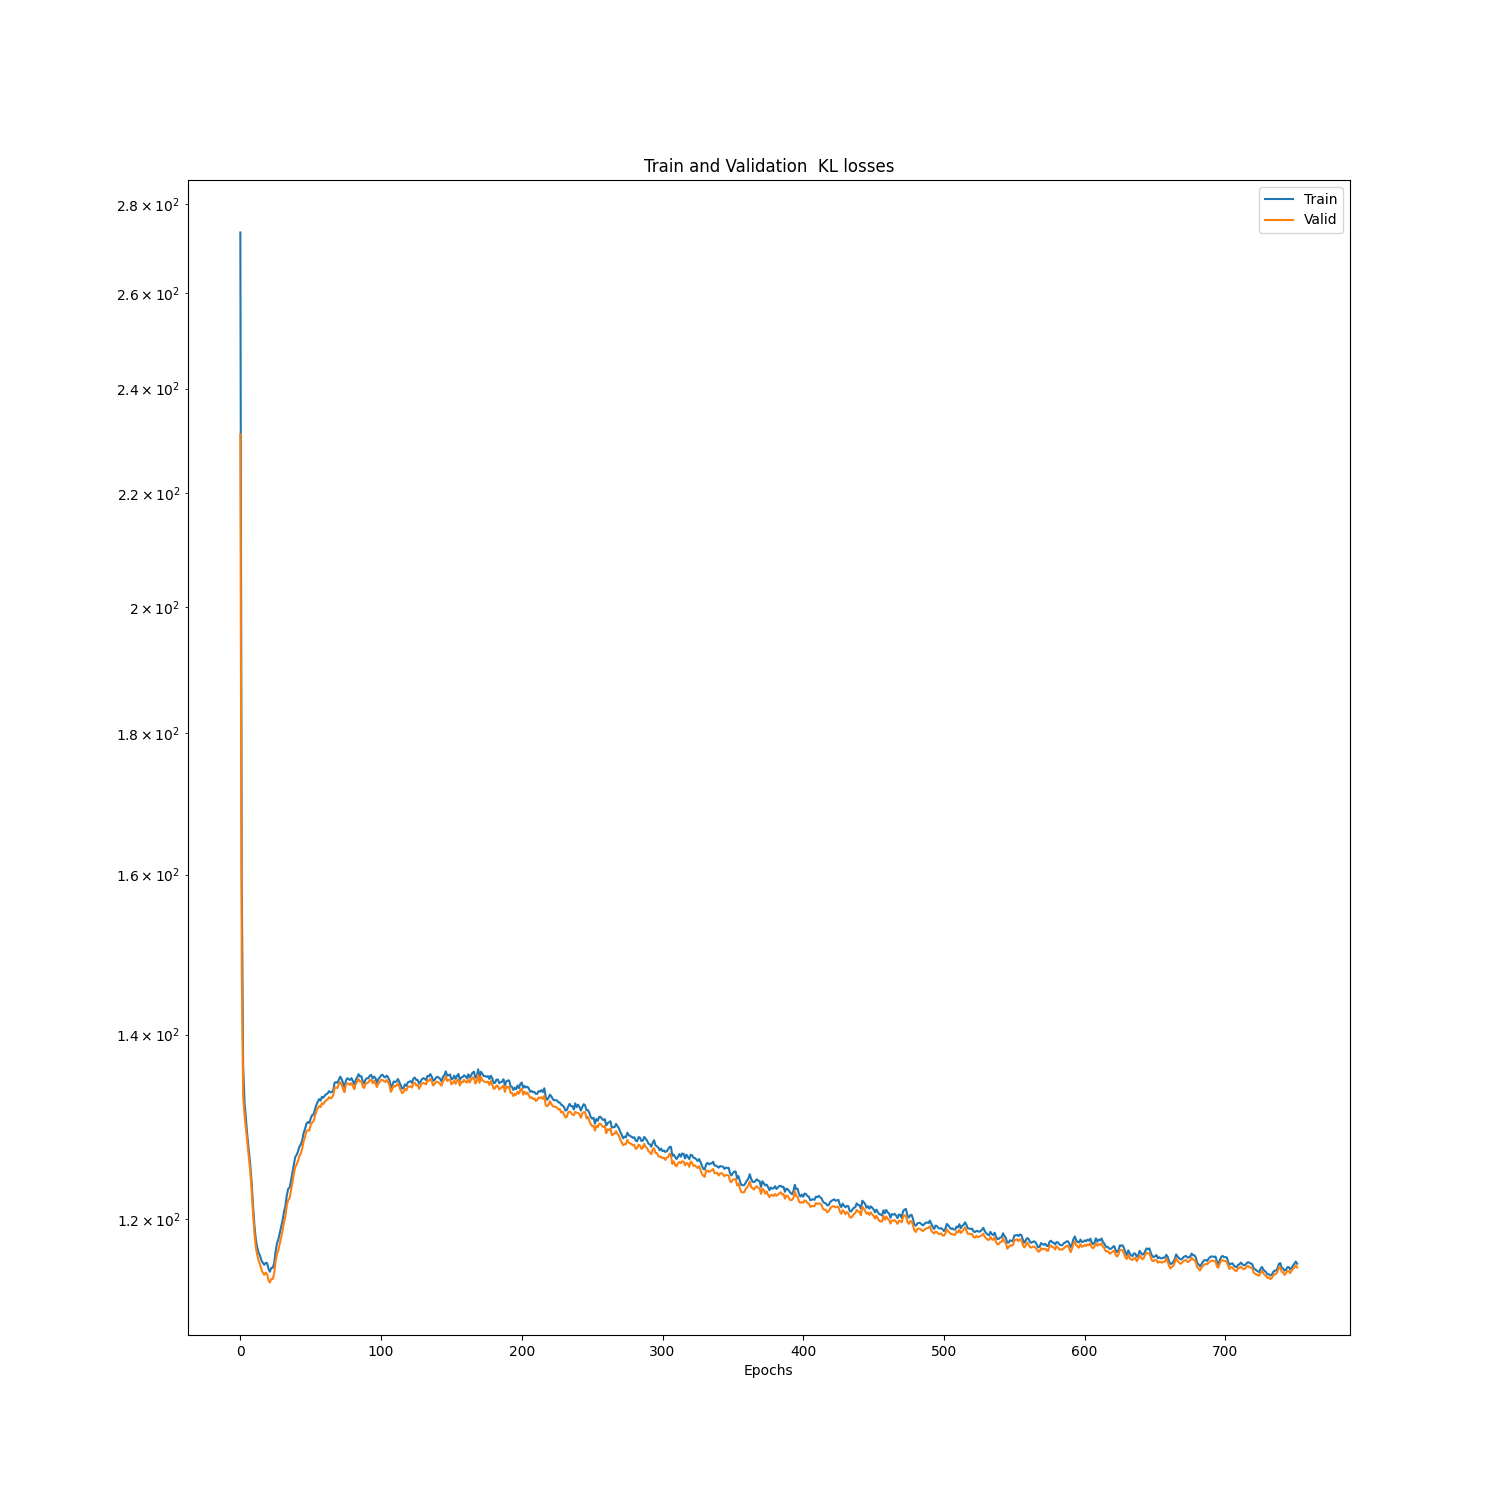 Train and Validation  KL losses
2.8 × 10²
2.6 × 10²
2.4 × 10²
2.2 × 10²
2 × 10²
1.8 × 10²
1.6 × 10²
1.4 × 10²
1.2 × 10²
Train
Valid
0 100 200 300 400 500 600 700
Epochs